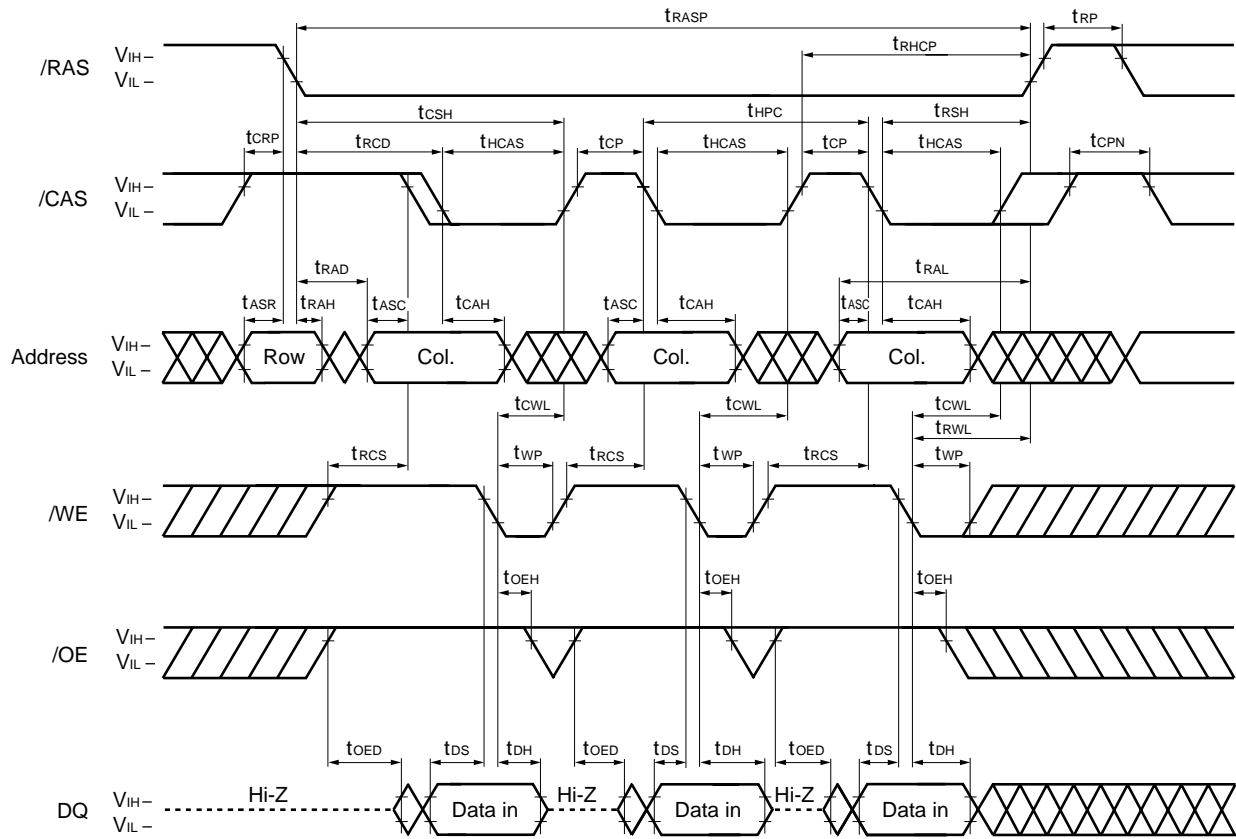 tRASP tRP
tRHCP
/RAS VIH–
VIL –
tCSH tHPC tRSH
tCRP tRCD tHCAS tCP tHCAS tCP tHCAS tCPN
/CAS VIH–
VIL –
tRAD tRAL
tASR tRAH tASC tCAH tASC tCAH tASC tCAH
Address VIH–
VIL –
Row Col. Col. Col.
tCWL tCWL tCWL
tRWL
tRCS tWP tRCS tWP tRCS tWP
/WE VIH–
VIL –
tOEH tOEH tOEH
/OE VIH–
VIL –
tOED tDS tDH tOED tDS tDH tOED tDS tDH
DQ VIH–
VIL –
Hi-Z Data in Hi-Z Data in Hi-Z Data in